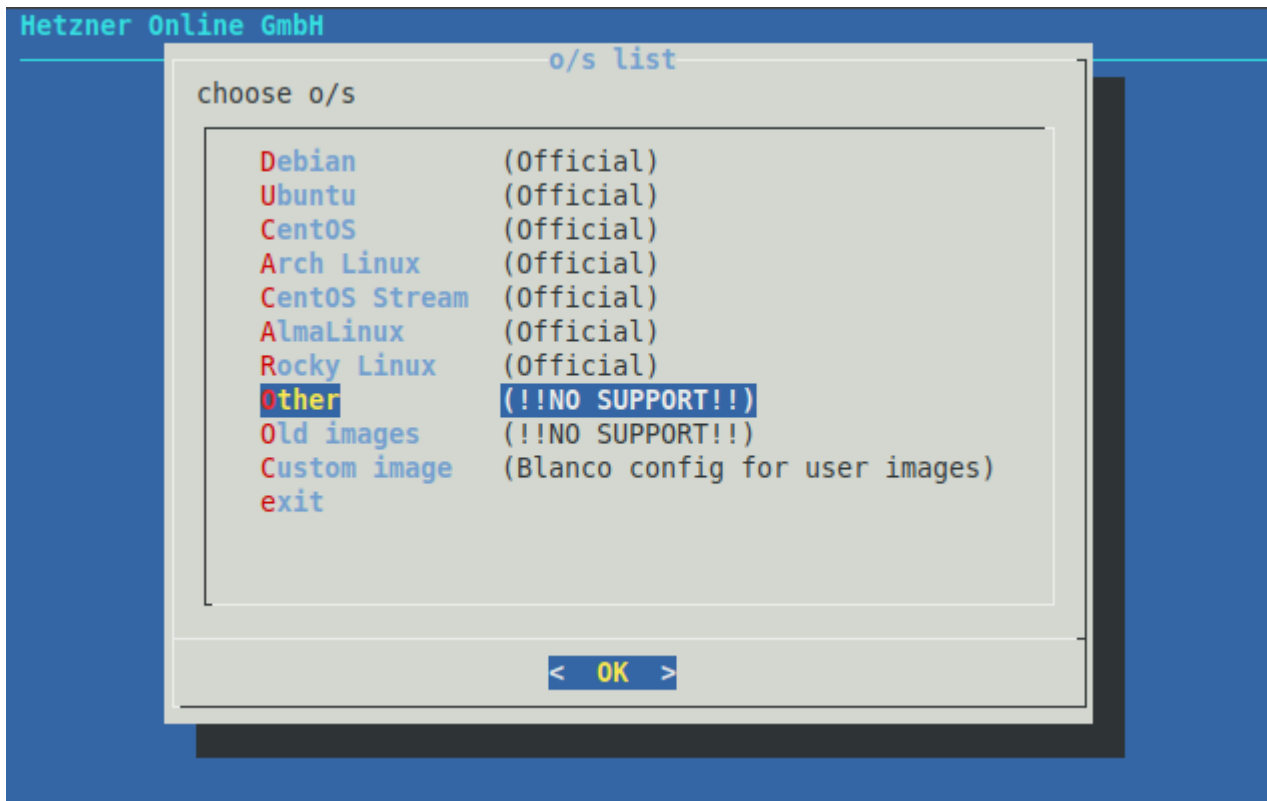 Hetzner Online GmbH
o/s list
choose o/s
Debian (Official)
Ubuntu (Official)
CentOS (Official)
Arch Linux (Official)
CentOS Stream (Official)
AlmaLinux (Official)
Rocky Linux (Official)
Other (!!NO SUPPORT!!)
Old images (!!NO SUPPORT!!)
Custom image (Blanco config for user images)
exit
< OK >